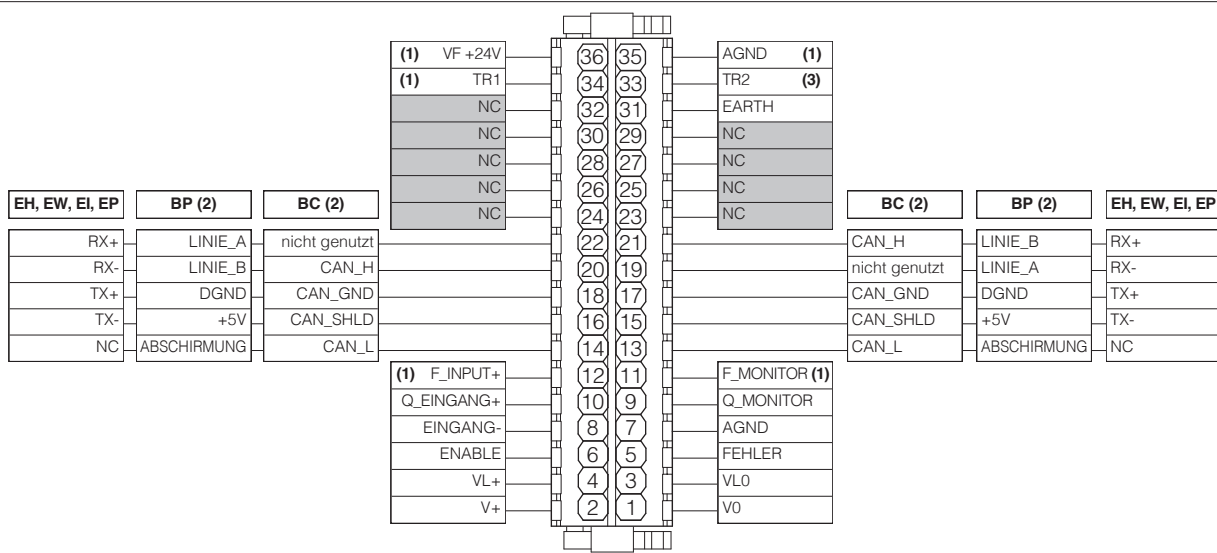 (1) VF +24V 36 35 AGND (1)
(1) TR1 34 33 TR2 (3)
NC 32 31 EARTH
NC 30 29 NC
NC 28 27 NC
NC 26 25 NC
NC 24 23 NC
EH, EW, EI, EP BP (2) BC (2) BC (2) BP (2) EH, EW, EI, EP
RX+ LINIE_A nicht genutzt 22 21 CAN_H LINIE_B RX+
RX- LINIE_B CAN_H 20 19 nicht genutzt LINIE_A RX-
TX+ DGND CAN_GND 18 17 CAN_GND DGND TX+
TX- +5V CAN_SHLD 16 15 CAN_SHLD +5V TX-
NC ABSCHIRMUNG CAN_L 14 13 CAN_L ABSCHIRMUNG NC
(1) F_INPUT+ 12 11 F_MONITOR (1)
Q_EINGANG+ 10 9 Q_MONITOR
EINGANG- 8 7 AGND
ENABLE 6 5 FEHLER
VL+ 4 3 VL0
V+ 2 1 V0